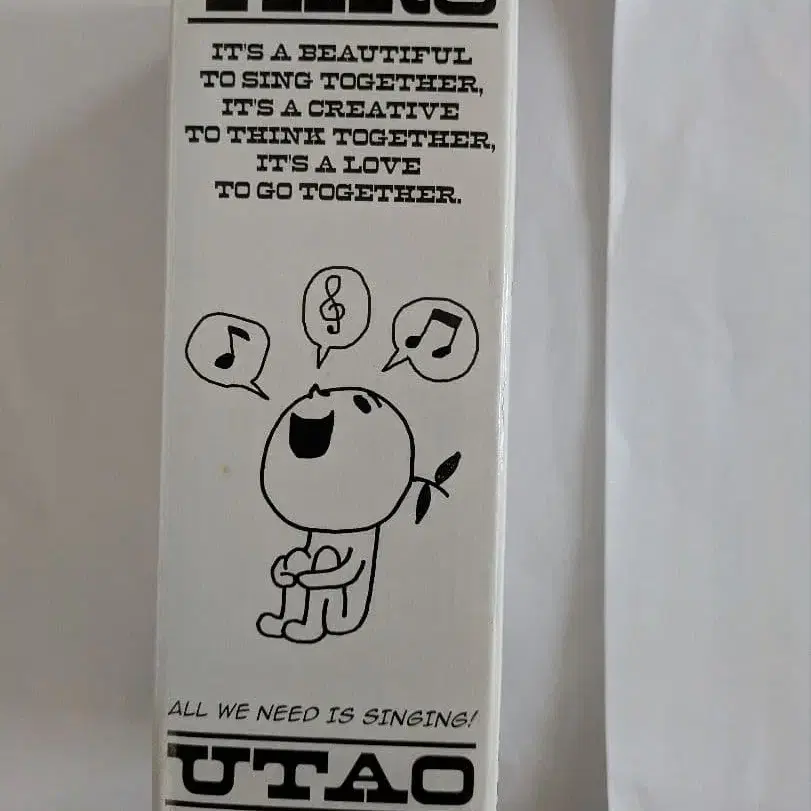 IT'S A BEAUTIFUL
TO SING TOGETHER,
IT'S A CREATIVE
TO THINK TOGETHER,
IT'S A LOVE
TO GO TOGETHER.
ALL WE NEED IS SINGING!
UTAO